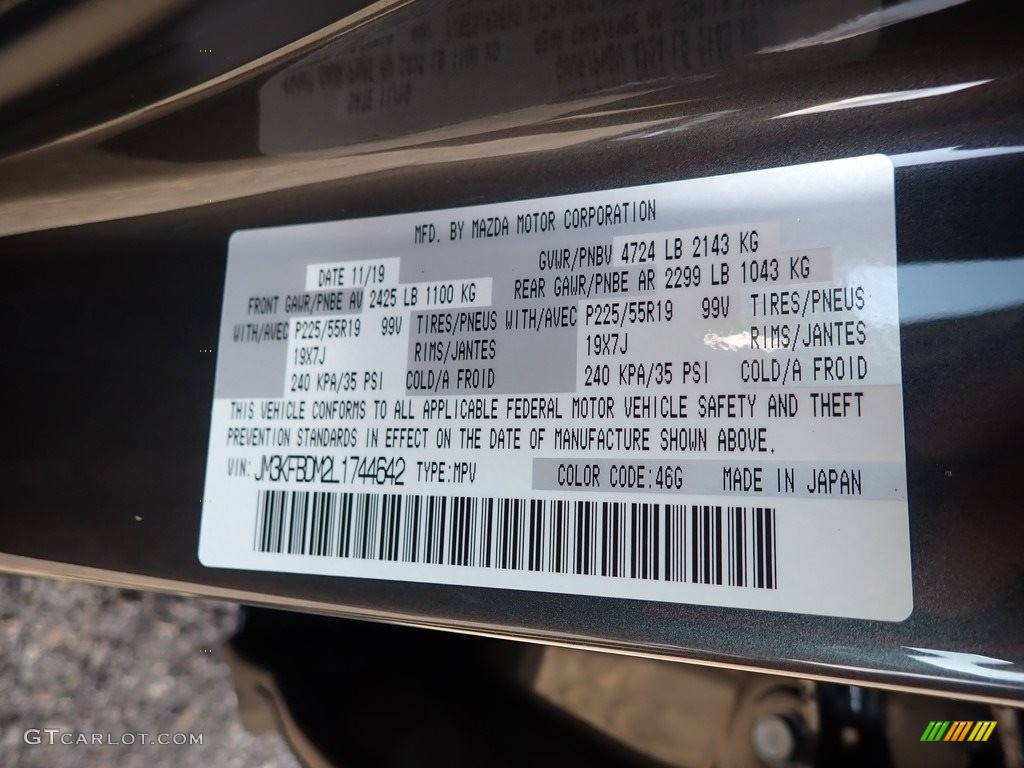 MFD. BY MAZDA MOTOR CORPORATION
DATE 11/19 GVWR/PNBV 4724 LB 2143 KG
FRONT GAWR/PNBE AV 2425 LB 1100 KG REAR GAWR/PNBE AR 2299 LB 1043 KG
WITH/AVEC P225/55R19 99V TIRES/PNEUS WITH/AVEC P225/55R19 99V TIRES/PNEUS
19X7J RIMS/JANTES 19X7J RIMS/JANTES
240 KPA/35 PSI COLD/A FROID 240 KPA/35 PSI COLD/A FROID
THIS VEHICLE CONFORMS TO ALL APPLICABLE FEDERAL MOTOR VEHICLE SAFETY AND THEFT
PREVENTION STANDARDS IN EFFECT ON THE DATE OF MANUFACTURE SHOWN ABOVE.
VIN: JM3KFBDM2L1744642 TYPE:MPV COLOR CODE:46G MADE IN JAPAN
GTCARLOT.COM